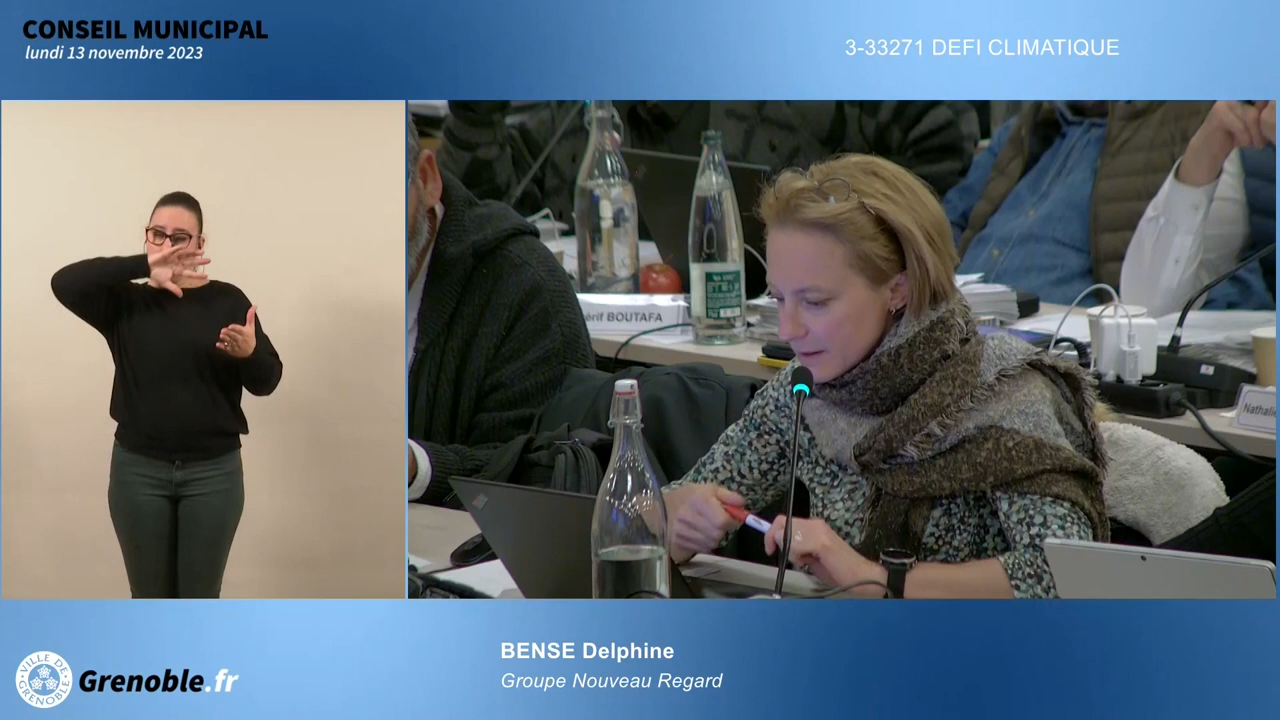 CONSEIL MUNICIPAL
lundi 13 novembre 2023
3-33271 DEFI CLIMATIQUE
érif BOUTAFA
Nathalie
BENSE Delphine
Groupe Nouveau Regard
VILLE DE GRENOBLE
Grenoble.fr